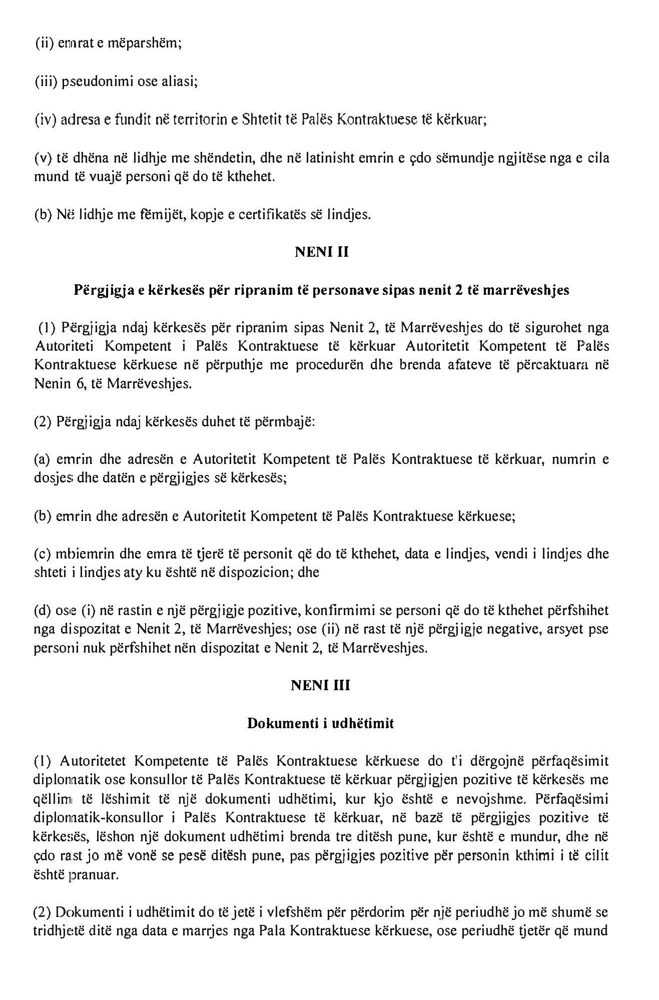 (ii) emrat e mëparshëm;
(iii) pseudonimi ose aliasi;
(iv) adresa e fundit në territorin e Shtetit të Palës Kontraktuese të kërkuar;
(v) të dhëna në lidhje me shëndetin, dhe në latinisht emrin e çdo sëmundje ngjitëse nga e cila
mund të vuajë personi që do të kthehet.
(b) Në lidhje me fëmijët, kopje e certifikatës së lindjes.
NENI II
Përgjigja e kërkesës për ripranim të personave sipas nenit 2 të marrëveshjes
(1) Përgjigja ndaj kërkesës për ripranim sipas Nenit 2, të Marrëveshjes do të sigurohet nga
Autoriteti Kompetent i Palës Kontraktuese të kërkuar Autoritetit Kompetent të Palës
Kontraktuese kërkuese në përputhje me procedurën dhe brenda afateve të përcaktuara në
Nenin 6, të Marrëveshjes.
(2) Përgjigja ndaj kërkesës duhet të përmbajë:
(a) emrin dhe adresën e Autoritetit Kompetent të Palës Kontraktuese të kërkuar, numrin e
dosjes dhe datën e përgjigjes së kërkesës;
(b) emrin dhe adresën e Autoritetit Kompetent të Palës Kontraktuese kërkuese;
(c) mbiemrin dhe emra të tjerë të personit që do të kthehet, data e lindjes, vendi i lindjes dhe
shteti i lindjes aty ku është në dispozicion; dhe
(d) ose (i) në rastin e një përgjigje pozitive, konfirmimi se personi që do të kthehet përfshihet
nga dispozitat e Nenit 2, të Marrëveshjes; ose (ii) në rast të një përgjigje negative, arsyet pse
personi nuk përfshihet nën dispozitat e Nenit 2, të Marrëveshjes.
NENI III
Dokumenti i udhëtimit
(1) Autoritetet Kompetente të Palës Kontraktuese kërkuese do t'i dërgojnë përfaqësimit
diplomatik ose konsullor të Palës Kontraktuese të kërkuar përgjigjen pozitive të kërkesës me
qëllim të lëshimit të një dokumenti udhëtimi, kur kjo është e nevojshme. Përfaqësimi
diplomatik-konsullor i Palës Kontraktuese të kërkuar, në bazë të përgjigjes pozitive të
kërkesës, lëshon një dokument udhëtimi brenda tre ditësh pune, kur është e mundur, dhe në
çdo rast jo më vonë se pesë ditësh pune, pas përgjigjes pozitive për personin kthimi i të cilit
është pranuar.
(2) Dokumenti i udhëtimit do të jetë i vlefshëm për përdorim për një periudhë jo më shumë se
tridhjetë ditë nga data e marrjes nga Pala Kontraktuese kërkuese, ose periudhë tjetër që mund